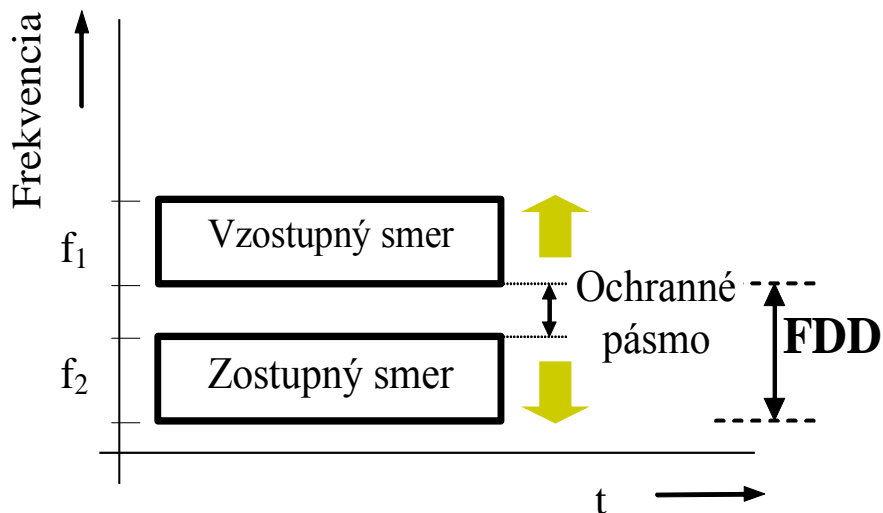 Frekvencia
f1
Vzostupný smer
Ochranné
pásmo
FDD
f2
Zostupný smer
t